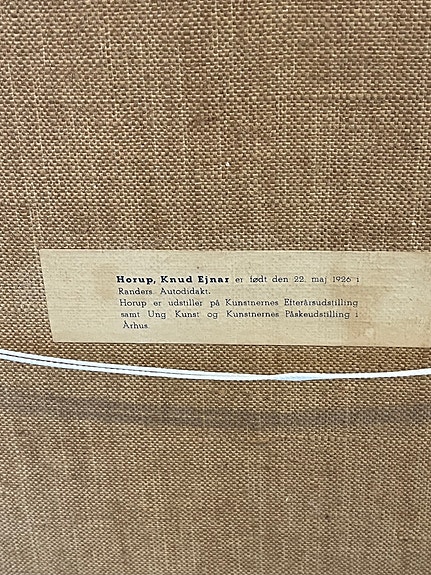 Horup, Knud Ejnar er født den 22. maj 1926 i
Randers. Autodidakt.
Horup er udstiller på Kunstnernes Efterårsudstilling
samt Ung Kunst og Kunstnernes Påskeudstilling i
Århus.